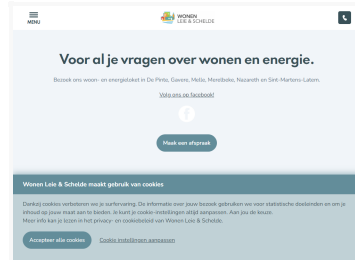 MENU
WONEN
LEIE & SCHELDE
Voor al je vragen over wonen en energie.
Bezoek ons woon- en energieloket in De Pinte, Gavere, Melle, Merelbeke, Nazareth en Sint-Martens-Latem.
Volg ons op facebook!
Maak een afspraak
Wonen Leie & Schelde maakt gebruik van cookies
Dankzij cookies verbeteren we je surfervaring. De informatie over jouw bezoek gebruiken we voor statistische doeleinden en om je
inhoud op jouw maat aan te bieden. Je kunt je cookie-instellingen altijd aanpassen. Aan jou de keuze.
Meer info kan je lezen in het privacy- en cookiebeleid van Wonen Leie & Schelde.
Accepteer alle cookies
Cookie instellingen aanpassen